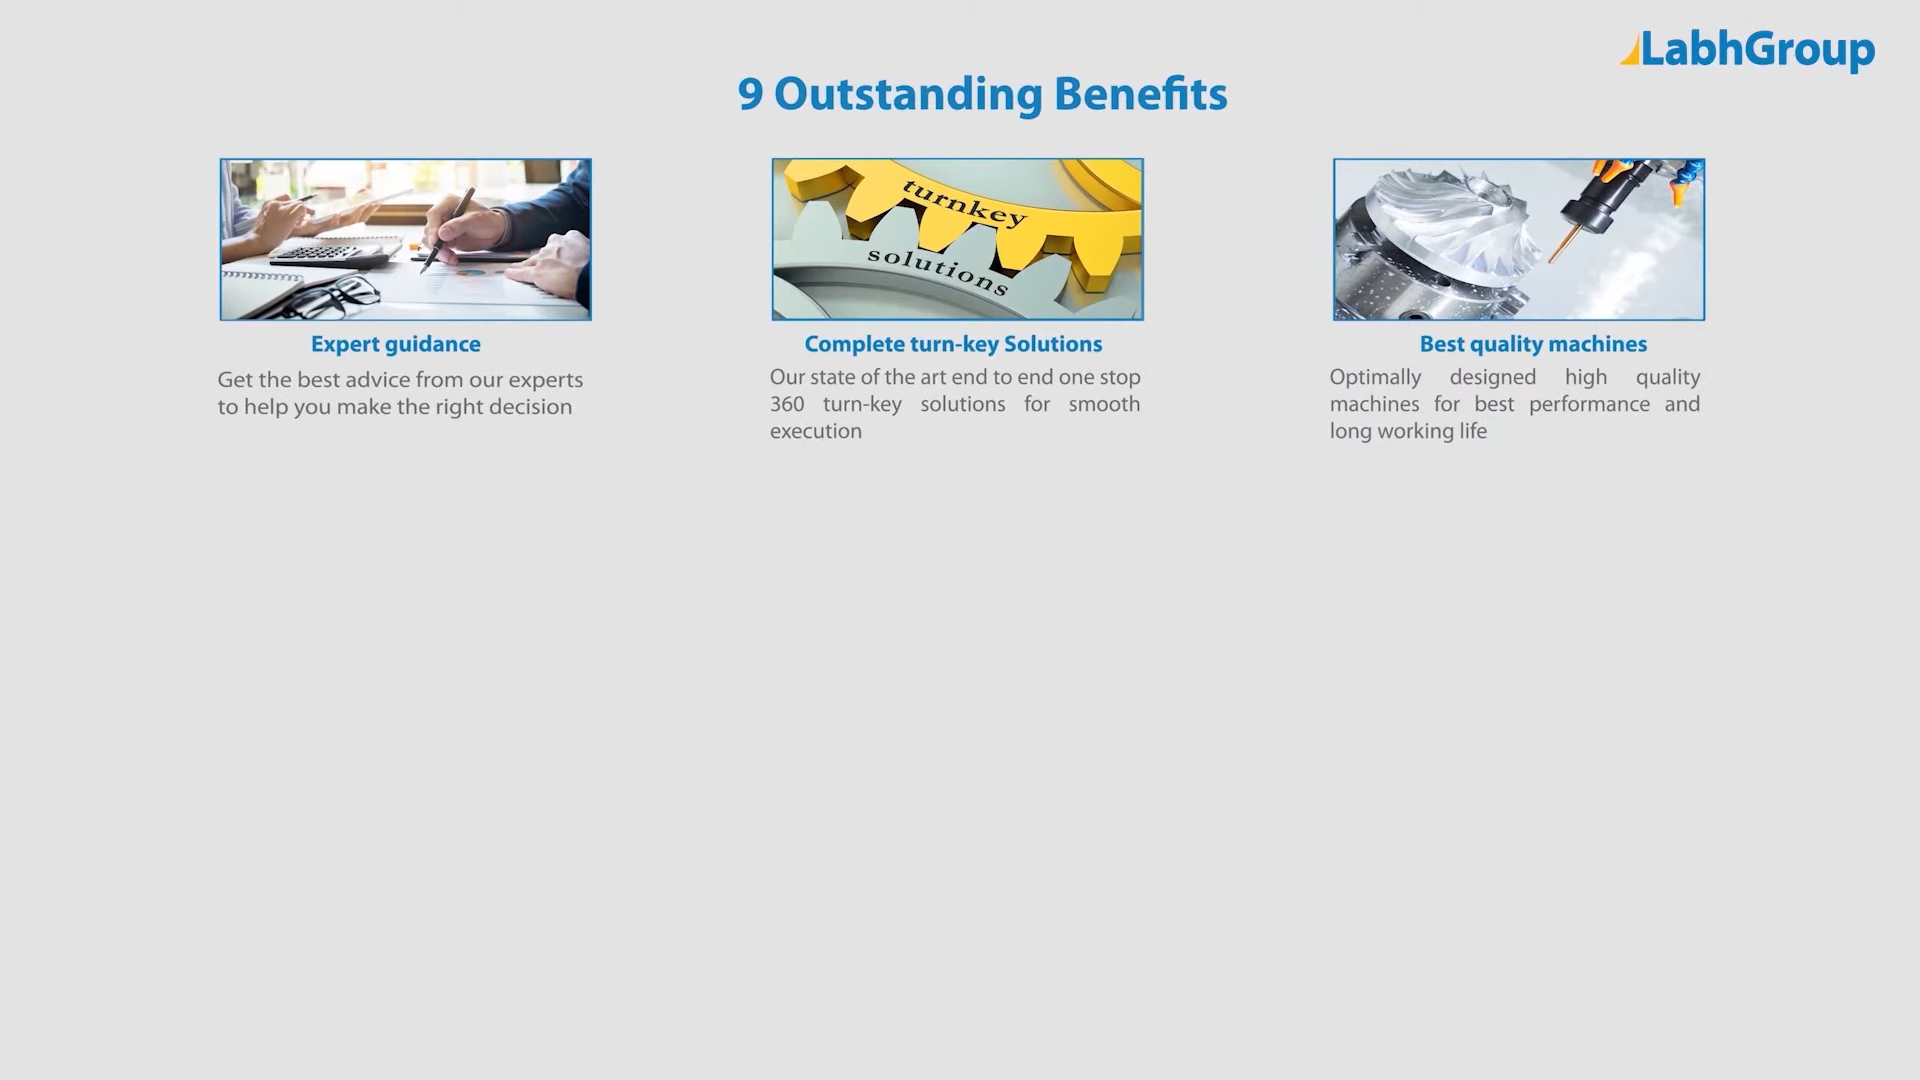 LabhGroup
9 Outstanding Benefits
turnkey
solutions
Expert guidance
Get the best advice from our experts
to help you make the right decision
Complete turn-key Solutions
Our state of the art end to end one stop
360 turn-key solutions for smooth
execution
Best quality machines
Optimally designed high quality
machines for best performance and
long working life